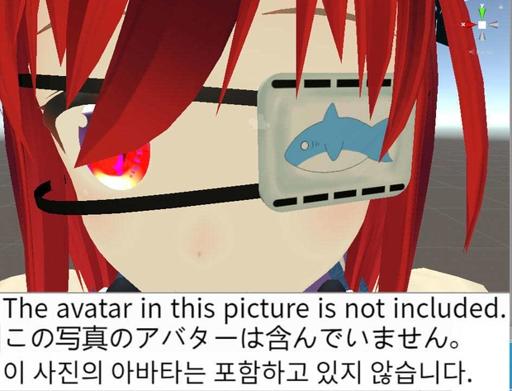 The avatar in this picture is not included.
この写真のアバターは含んでいません。
이 사진의 아바타는 포함하고 있지 않습니다.